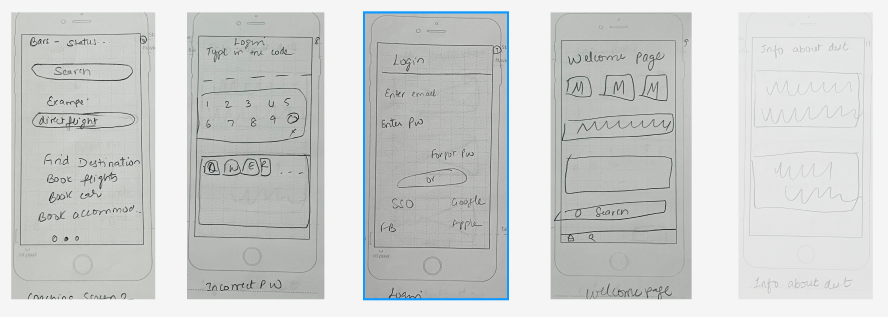 Bars - status..
Search
Example:
direct flight
Find Destination
Book flights
Book car
Book accommod..
Coaching Screen 2
Login
Type in the code
1 2 3 4 5
6 7 8 9
Q W E R ...
Incorrect PW
Login
Enter email
Enter PW
Forgot PW
or
SSO Google
FB Apple
Login
Welcome page
M M M
Search
Welcome page
Info about dwt
Info about dwt